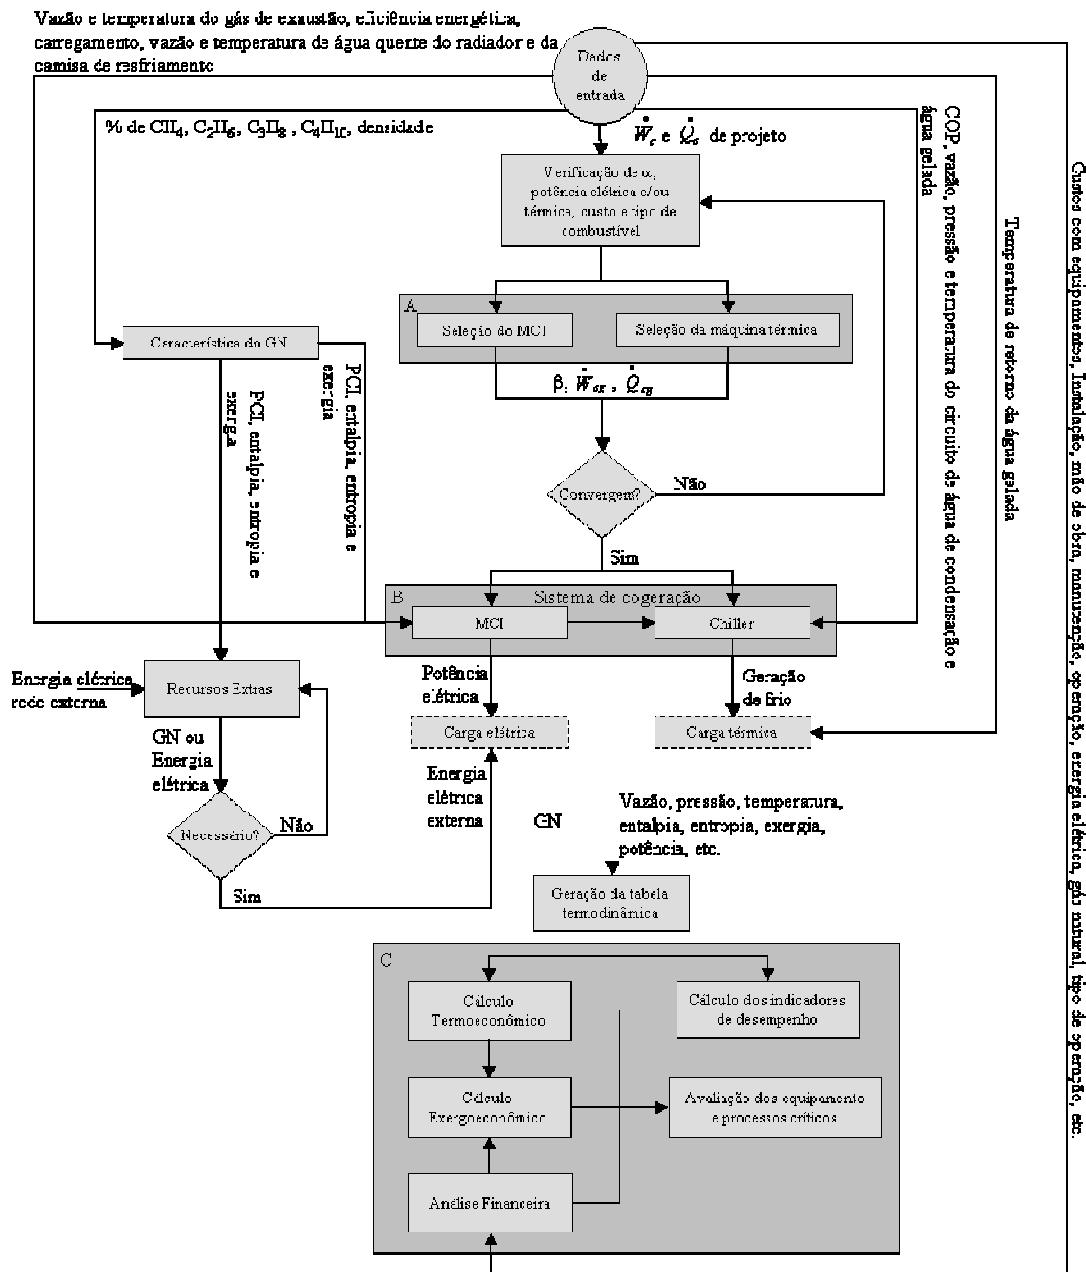 Vazão e temperatura do gás de exaustão, eficiência energética,
carregamento, vazão e temperatura de água quente do radiador e da
camisa de resfriamento
Dados
de
entrada
% de CH4, C2H6, C3H8 , C4H10, densidade
Ẇc e Q̇c de projeto
Verificação de α,
potência elétrica e/ou
térmica, custo e tipo de
combustível
COP, vazão, pressão e temperatura do circuito de água de condensação e
água gelada
Temperatura de retorno da água gelada
Custos com equipamentos, Instalação, mão de obra, manutenção, operação, energia elétrica, gás natural, tipo de operação, etc.
A
Seleção do MCI
Seleção da máquina térmica
Característica do GN
β, Ẇcg , Q̇cg
PCI, entalpia, entropia e
exergia
PCI, entalpia, entropia e
exergia
Convergem?
Não
Sim
B
Sistema de cogeração
MCI
Chiller
Energia elétrica
rede externa
Recursos Extras
Potência
elétrica
Geração
de frio
Carga elétrica
Carga térmica
GN ou
Energia
elétrica
Energia
elétrica
externa
GN
Vazão, pressão, temperatura,
entalpia, entropia, exergia,
potência, etc.
Necessário?
Não
Sim
Geração da tabela
termodinâmica
C
Cálculo
Termoeconômico
Cálculo dos indicadores
de desempenho
Cálculo
Exergoeconômico
Avaliação dos equipamento
e processos críticos
Análise Financeira